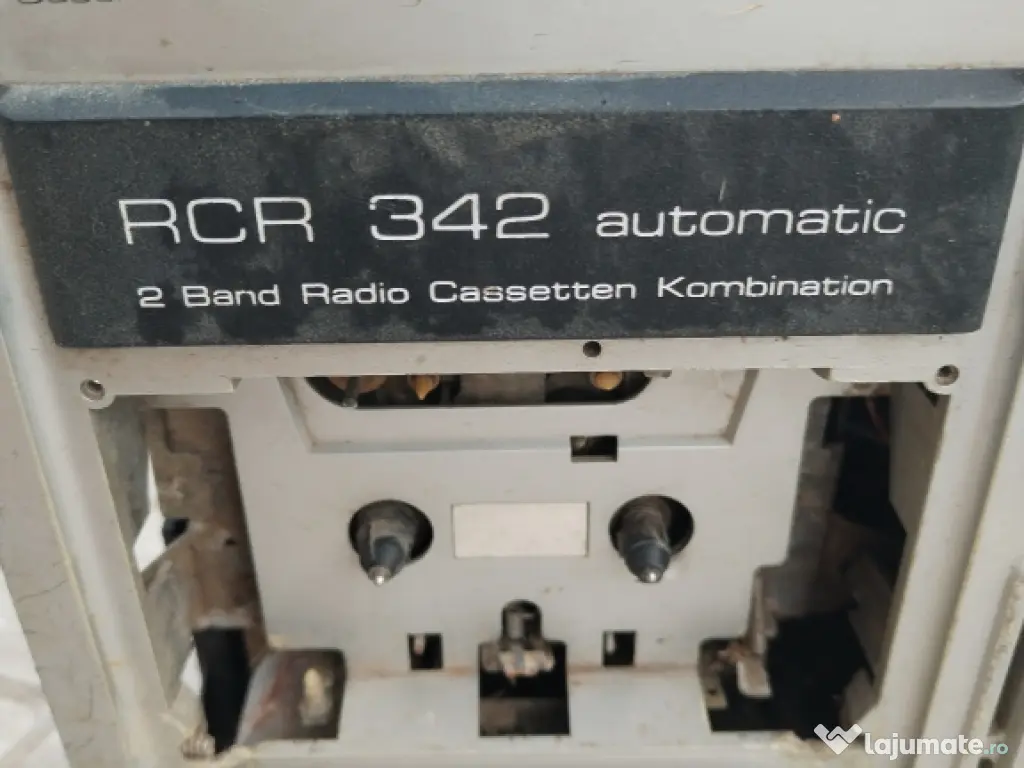 RCR 342 automatic
2 Band Radio Cassetten Kombination
lajumate.ro